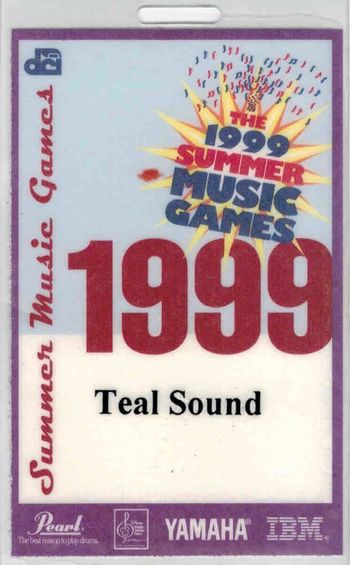 dci
THE
1999
SUMMER
MUSIC
GAMES
Summer Music Games
1999
Teal Sound
Pearl
The best reason to play drums.
YAMAHA
IBM